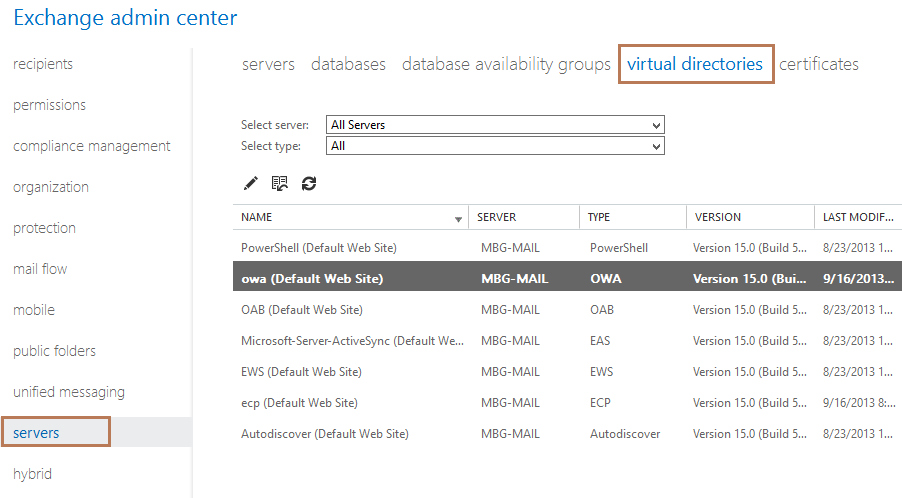 Exchange admin center
recipients
permissions
compliance management
organization
protection
mail flow
mobile
public folders
unified messaging
servers
hybrid
servers databases database availability groups virtual directories certificates
Select server: All Servers
Select type: All
NAME SERVER TYPE VERSION LAST MODIF...
PowerShell (Default Web Site) MBG-MAIL PowerShell Version 15.0 (Build 5... 8/23/2013 1...
owa (Default Web Site) MBG-MAIL OWA Version 15.0 (Bui... 9/16/2013...
OAB (Default Web Site) MBG-MAIL OAB Version 15.0 (Build 5... 8/23/2013 1...
Microsoft-Server-ActiveSync (Default We... MBG-MAIL EAS Version 15.0 (Build 5... 8/23/2013 1...
EWS (Default Web Site) MBG-MAIL EWS Version 15.0 (Build 5... 8/23/2013 1...
ecp (Default Web Site) MBG-MAIL ECP Version 15.0 (Build 5... 9/16/2013 8:...
Autodiscover (Default Web Site) MBG-MAIL Autodiscover Version 15.0 (Build 5... 8/23/2013 1...